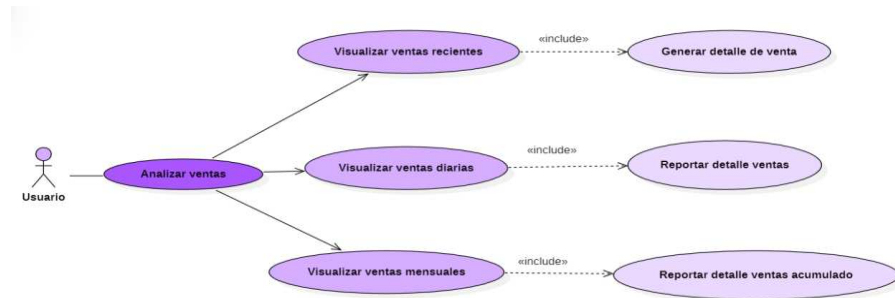 Visualizar ventas recientes
«include»
Generar detalle de venta
Usuario
Analizar ventas
Visualizar ventas diarias
«include»
Reportar detalle ventas
Visualizar ventas mensuales
«include»
Reportar detalle ventas acumulado